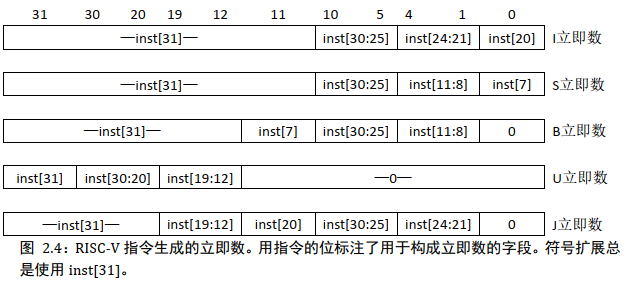 31 30 20 19 12 11 10 5 4 1 0
—inst[31]— inst[30:25] inst[24:21] inst[20] I立即数
—inst[31]— inst[30:25] inst[11:8] inst[7] S立即数
—inst[31]— inst[7] inst[30:25] inst[11:8] 0 B立即数
inst[31] inst[30:20] inst[19:12] —0— U立即数
—inst[31]— inst[19:12] inst[20] inst[30:25] inst[24:21] 0 J立即数
图 2.4：RISC-V 指令生成的立即数。用指令的位标注了用于构成立即数的字段。符号扩展总
是使用 inst[31]。